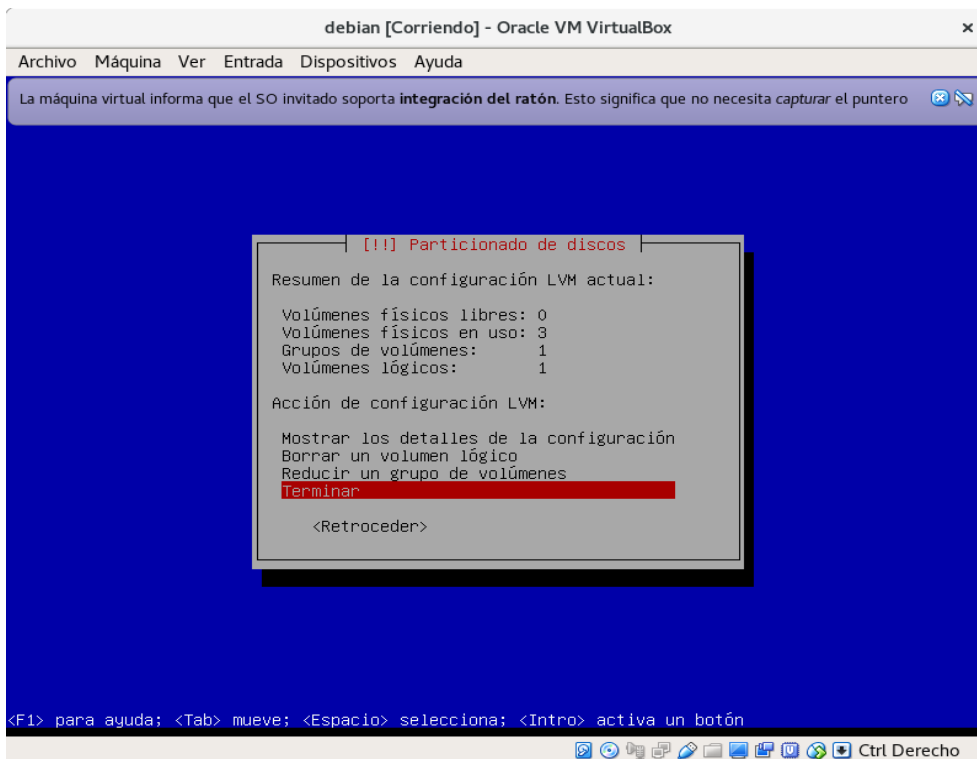 debian [Corriendo] - Oracle VM VirtualBox
Archivo Máquina Ver Entrada Dispositivos Ayuda
La máquina virtual informa que el SO invitado soporta integración del ratón. Esto significa que no necesita capturar el puntero
[!!] Particionado de discos
Resumen de la configuración LVM actual:
Volúmenes físicos libres: 0
Volúmenes físicos en uso: 3
Grupos de volúmenes: 1
Volúmenes lógicos: 1
Acción de configuración LVM:
Mostrar los detalles de la configuración
Borrar un volumen lógico
Reducir un grupo de volúmenes
Terminar
<Retroceder>
<F1> para ayuda; <Tab> mueve; <Espacio> selecciona; <Intro> activa un botón
Ctrl Derecho